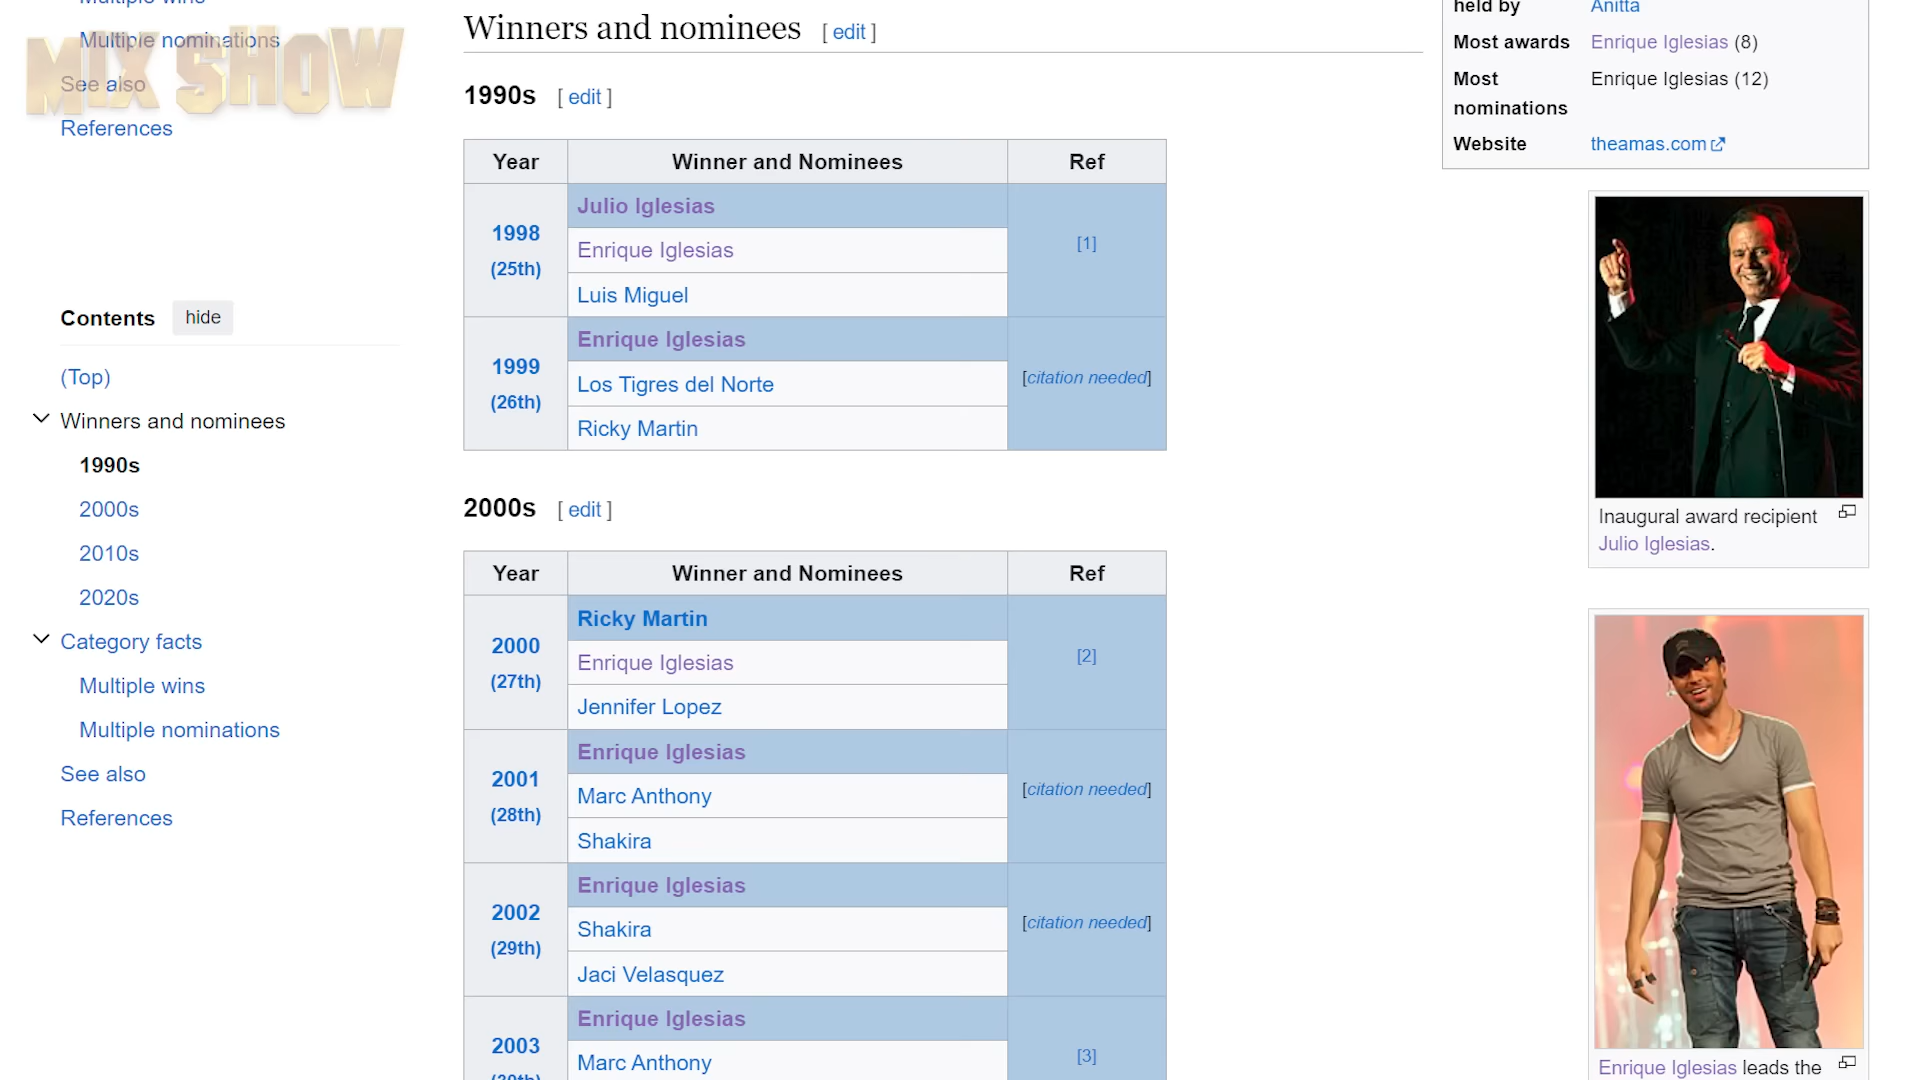 Multiple wins
Multiple nominations
See also
References
MIX SHOW
Contents hide
(Top)
Winners and nominees
1990s
2000s
2010s
2020s
Category facts
Multiple wins
Multiple nominations
See also
References
Winners and nominees [ edit ]
1990s [ edit ]
Year Winner and Nominees Ref
1998 (25th)
Julio Iglesias
Enrique Iglesias
Luis Miguel
[1]
1999 (26th)
Enrique Iglesias
Los Tigres del Norte
Ricky Martin
[citation needed]
2000s [ edit ]
Year Winner and Nominees Ref
2000 (27th)
Ricky Martin
Enrique Iglesias
Jennifer Lopez
[2]
2001 (28th)
Enrique Iglesias
Marc Anthony
Shakira
[citation needed]
2002 (29th)
Enrique Iglesias
Shakira
Jaci Velasquez
[citation needed]
2003 (30th)
Enrique Iglesias
Marc Anthony
[3]
held by Anitta
Most awards Enrique Iglesias (8)
Most nominations Enrique Iglesias (12)
Website theamas.com
Inaugural award recipient
Julio Iglesias.
Enrique Iglesias leads the